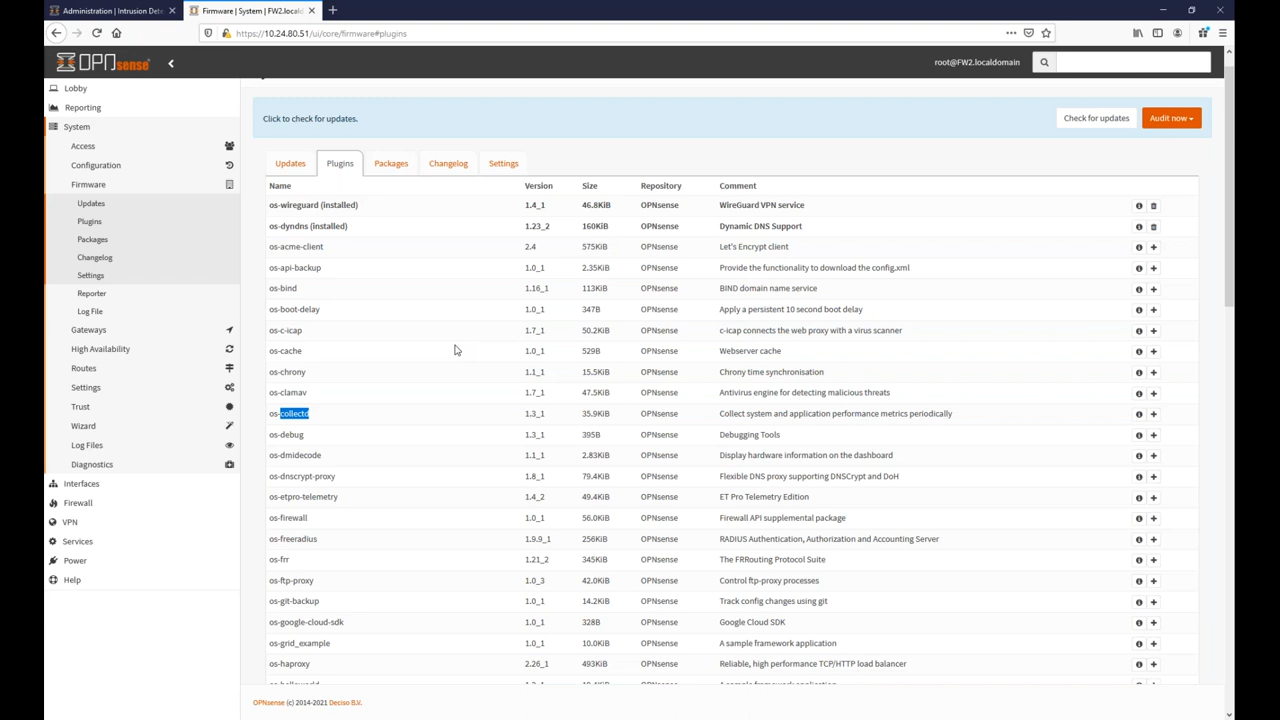 Administration | Intrusion Dete
Firmware | System | FW2.locald
https://10.24.80.51/ui/core/firmware#plugins
OPNsense
root@FW2.localdomain
Lobby
Reporting
System
Access
Configuration
Firmware
Updates
Plugins
Packages
Changelog
Settings
Reporter
Log File
Gateways
High Availability
Routes
Settings
Trust
Wizard
Log Files
Diagnostics
Interfaces
Firewall
VPN
Services
Power
Help
Click to check for updates.
Check for updates
Audit now
Updates Plugins Packages Changelog Settings
Name Version Size Repository Comment
os-wireguard (installed) 1.4_1 46.8KiB OPNsense WireGuard VPN service
os-dyndns (installed) 1.23_2 160KiB OPNsense Dynamic DNS Support
os-acme-client 2.4 575KiB OPNsense Let's Encrypt client
os-api-backup 1.0_1 2.35KiB OPNsense Provide the functionality to download the config.xml
os-bind 1.16_1 113KiB OPNsense BIND domain name service
os-boot-delay 1.0_1 347B OPNsense Apply a persistent 10 second boot delay
os-c-icap 1.7_1 50.2KiB OPNsense c-icap connects the web proxy with a virus scanner
os-cache 1.0_1 529B OPNsense Webserver cache
os-chrony 1.1_1 15.5KiB OPNsense Chrony time synchronisation
os-clamav 1.7_1 47.5KiB OPNsense Antivirus engine for detecting malicious threats
os-collectd 1.3_1 35.9KiB OPNsense Collect system and application performance metrics periodically
os-debug 1.3_1 395B OPNsense Debugging Tools
os-dmidecode 1.1_1 2.83KiB OPNsense Display hardware information on the dashboard
os-dnscrypt-proxy 1.8_1 79.4KiB OPNsense Flexible DNS proxy supporting DNSCrypt and DoH
os-etpro-telemetry 1.4_2 49.4KiB OPNsense ET Pro Telemetry Edition
os-firewall 1.0_1 56.0KiB OPNsense Firewall API supplemental package
os-freeradius 1.9.9_1 256KiB OPNsense RADIUS Authentication, Authorization and Accounting Server
os-frr 1.21_2 345KiB OPNsense The FRRouting Protocol Suite
os-ftp-proxy 1.0_3 42.0KiB OPNsense Control ftp-proxy processes
os-git-backup 1.0_1 14.2KiB OPNsense Track config changes using git
os-google-cloud-sdk 1.0_1 328B OPNsense Google Cloud SDK
os-grid_example 1.0_1 10.0KiB OPNsense A sample framework application
os-haproxy 2.26_1 493KiB OPNsense Reliable, high performance TCP/HTTP load balancer
OPNsense (c) 2014-2021 Deciso B.V.